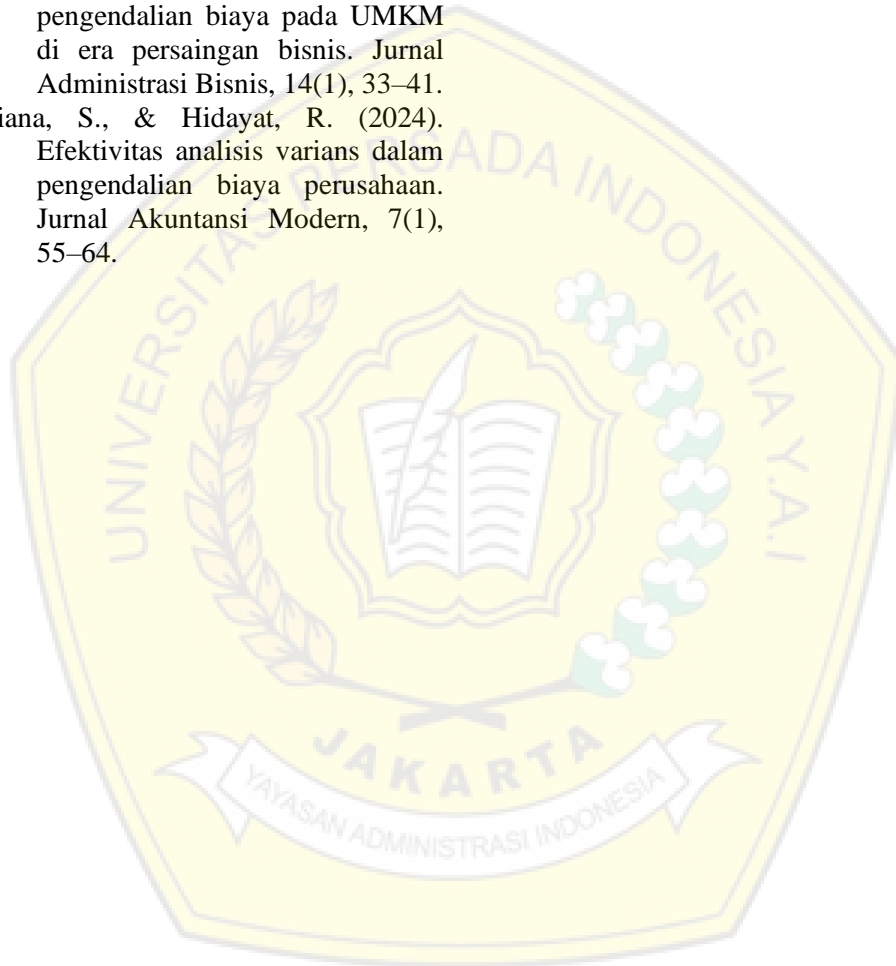 pengendalian biaya pada UMKM
di era persaingan bisnis. Jurnal
Administrasi Bisnis, 14(1), 33–41.
iana, S., & Hidayat, R. (2024).
Efektivitas analisis varians dalam
pengendalian biaya perusahaan.
Jurnal Akuntansi Modern, 7(1),
55–64.
UNIVERSITAS PERSADA INDONESIA Y.A.I
JAKARTA
YAYASAN ADMINISTRASI INDONESIA